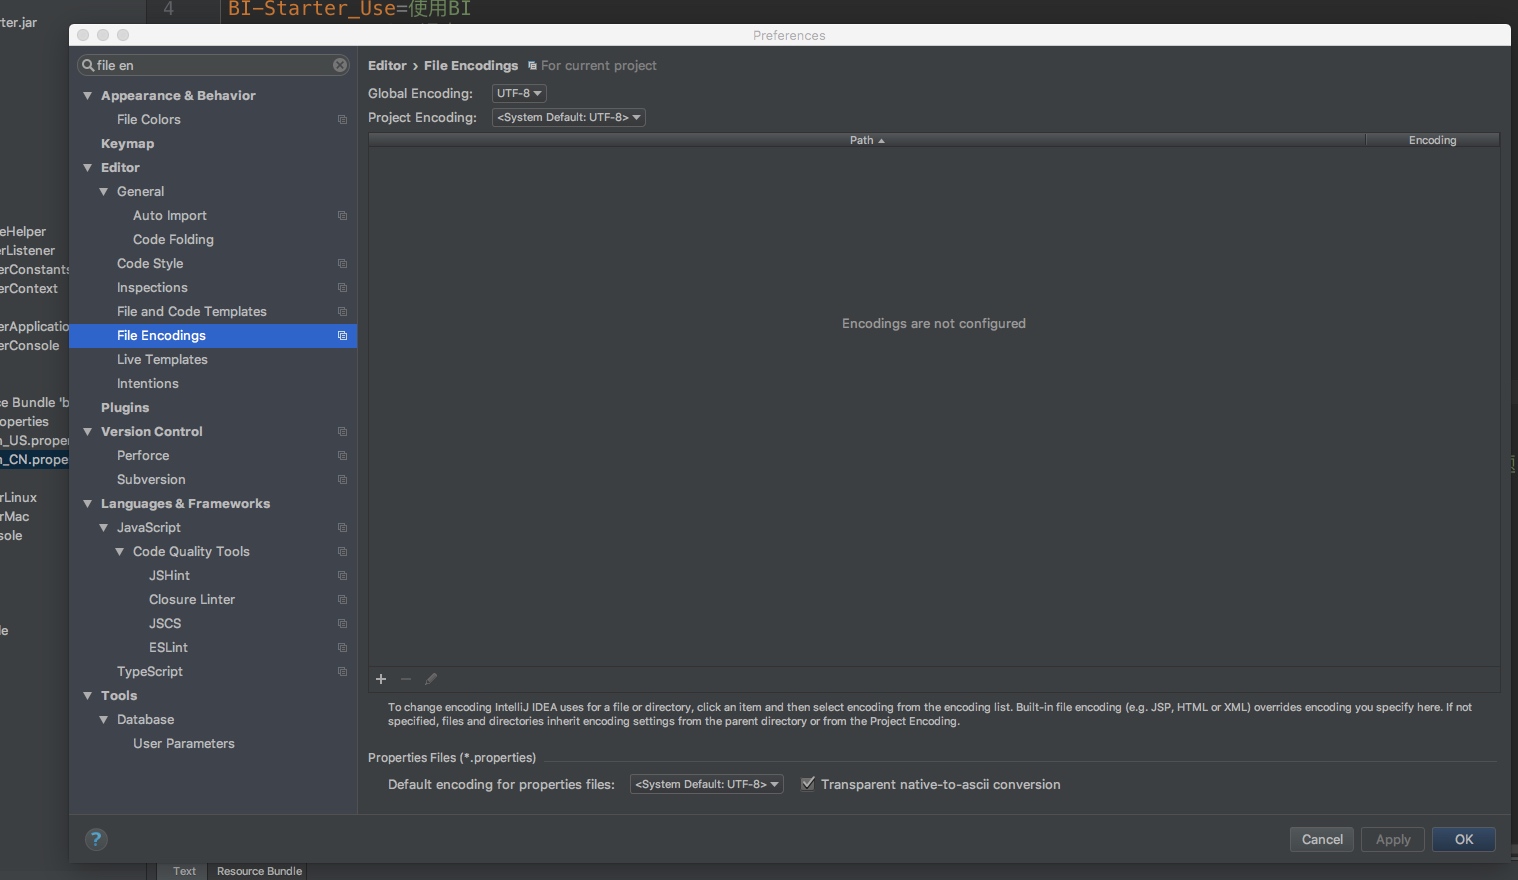 ter.jar
4 BI-Starter_Use=使用BI
Preferences
file en
Appearance & Behavior
File Colors
Keymap
Editor
General
Auto Import
Code Folding
Code Style
Inspections
File and Code Templates
File Encodings
Live Templates
Intentions
Plugins
Version Control
Perforce
Subversion
Languages & Frameworks
JavaScript
Code Quality Tools
JSHint
Closure Linter
JSCS
ESLint
TypeScript
Tools
Database
User Parameters
eHelper
erListener
erConstants
erContext
erApplicatio
erConsole
ce Bundle 'b
operties
n_US.proper
n_CN.prope
rLinux
rMac
sole
le
Editor › File Encodings For current project
Global Encoding: UTF-8
Project Encoding: <System Default: UTF-8>
Path Encoding
Encodings are not configured
To change encoding IntelliJ IDEA uses for a file or directory, click an item and then select encoding from the encoding list. Built-in file encoding (e.g. JSP, HTML or XML) overrides encoding you specify here. If not
specified, files and directories inherit encoding settings from the parent directory or from the Project Encoding.
Properties Files (*.properties)
Default encoding for properties files: <System Default: UTF-8> Transparent native-to-ascii conversion
? Cancel Apply OK
Text Resource Bundle